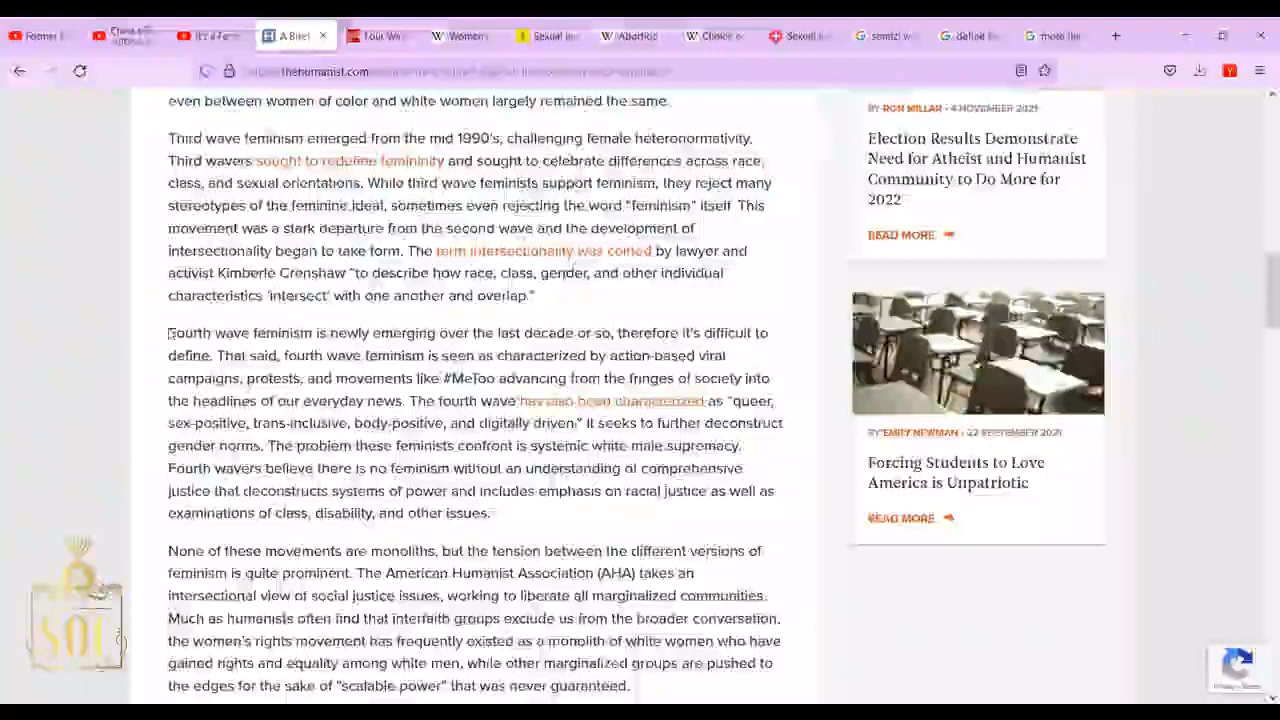 Former
China
It's a Fam
A Brief
Your
Women's
Sexual
Abortion
Choice
Sexual
define
more the
thehumanist.com
even between women of color and white women largely remained the same.
Third wave feminism emerged from the mid 1990's, challenging female heteronormativity.
Third wavers sought to redefine femininity and sought to celebrate differences across race,
class, and sexual orientations. While third wave feminists support feminism, they reject many
stereotypes of the feminine ideal, sometimes even rejecting the word "feminism" itself. This
movement was a stark departure from the second wave and the development of
intersectionality began to take form. The term intersectionality was coined by lawyer and
activist Kimberlé Crenshaw "to describe how race, class, gender, and other individual
characteristics 'intersect' with one another and overlap."
Fourth wave feminism is newly emerging over the last decade or so, therefore it's difficult to
define. That said, fourth wave feminism is seen as characterized by action-based viral
campaigns, protests, and movements like #MeToo advancing from the fringes of society into
the headlines of our everyday news. The fourth wave has also been characterized as "queer,
sex-positive, trans-inclusive, body-positive, and digitally driven." It seeks to further deconstruct
gender norms. The problem these feminists confront is systemic white male supremacy.
Fourth wavers believe there is no feminism without an understanding of comprehensive
justice that deconstructs systems of power and includes emphasis on racial justice as well as
examinations of class, disability, and other issues.
None of these movements are monoliths, but the tension between the different versions of
feminism is quite prominent. The American Humanist Association (AHA) takes an
intersectional view of social justice issues, working to liberate all marginalized communities.
Much as humanists often find that interfaith groups exclude us from the broader conversation,
the women's rights movement has frequently existed as a monolith of white women who have
gained rights and equality among white men, while other marginalized groups are pushed to
the edges for the sake of "scalable power" that was never guaranteed.
BY RON MILLAR • 4 NOVEMBER 2021
Election Results Demonstrate
Need for Atheist and Humanist
Community to Do More for
2022
READ MORE
BY EMILY NEWMAN • 22 SEPTEMBER 2021
Forcing Students to Love
America is Unpatriotic
READ MORE